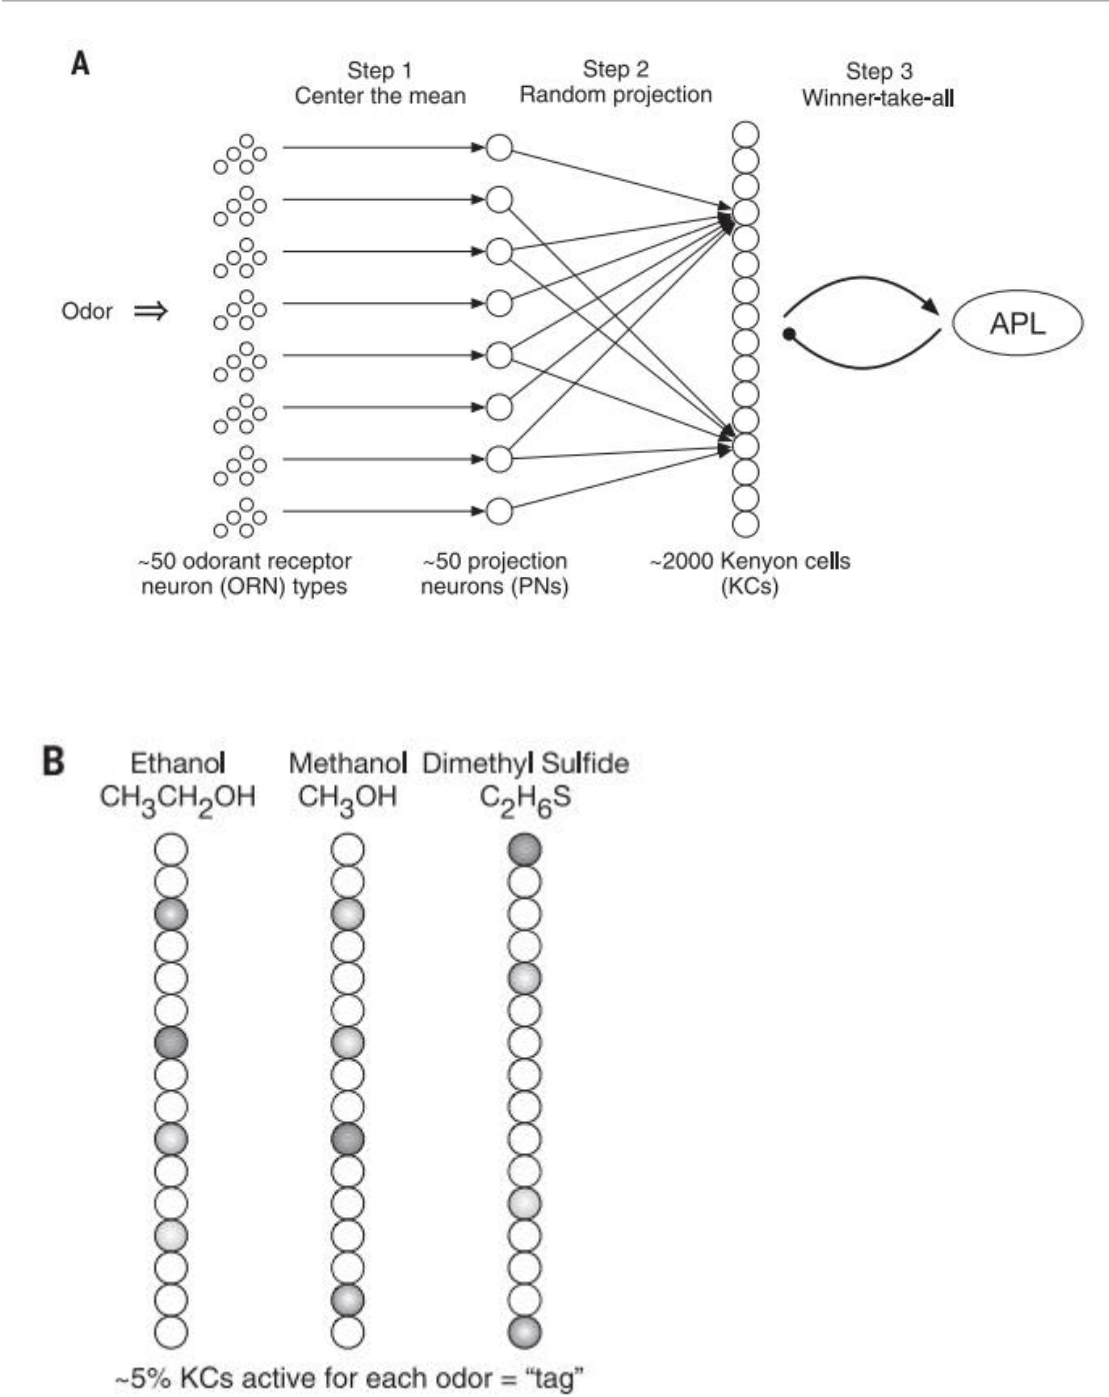 A
Step 1
Center the mean
Step 2
Random projection
Step 3
Winner-take-all
Odor ⇒
APL
~50 odorant receptor
neuron (ORN) types
~50 projection
neurons (PNs)
~2000 Kenyon cells
(KCs)
B
Ethanol
CH3CH2OH
Methanol
CH3OH
Dimethyl Sulfide
C2H6S
~5% KCs active for each odor = “tag”